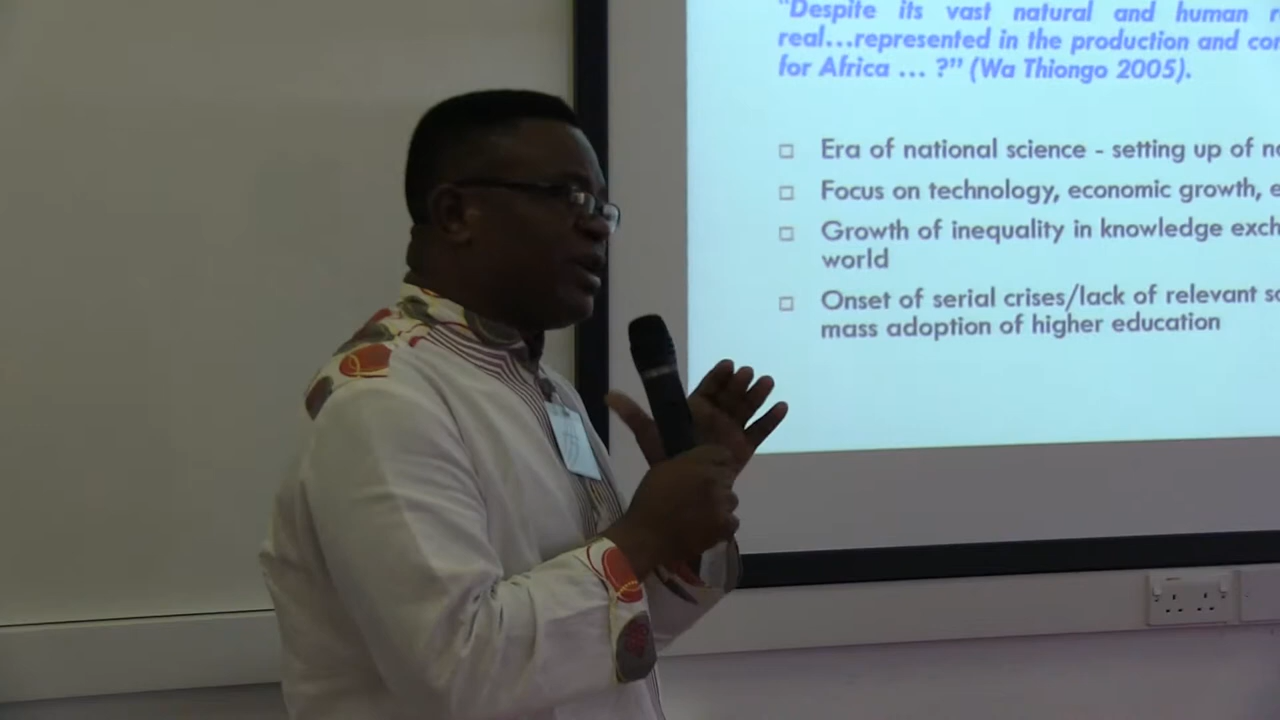 "Despite its vast natural and human
real...represented in the production and
for Africa ... ?" (Wa Thiongo 2005).
Era of national science - setting up of
Focus on technology, economic growth,
Growth of inequality in knowledge
world
Onset of serial crises/lack of relevant
mass adoption of higher education